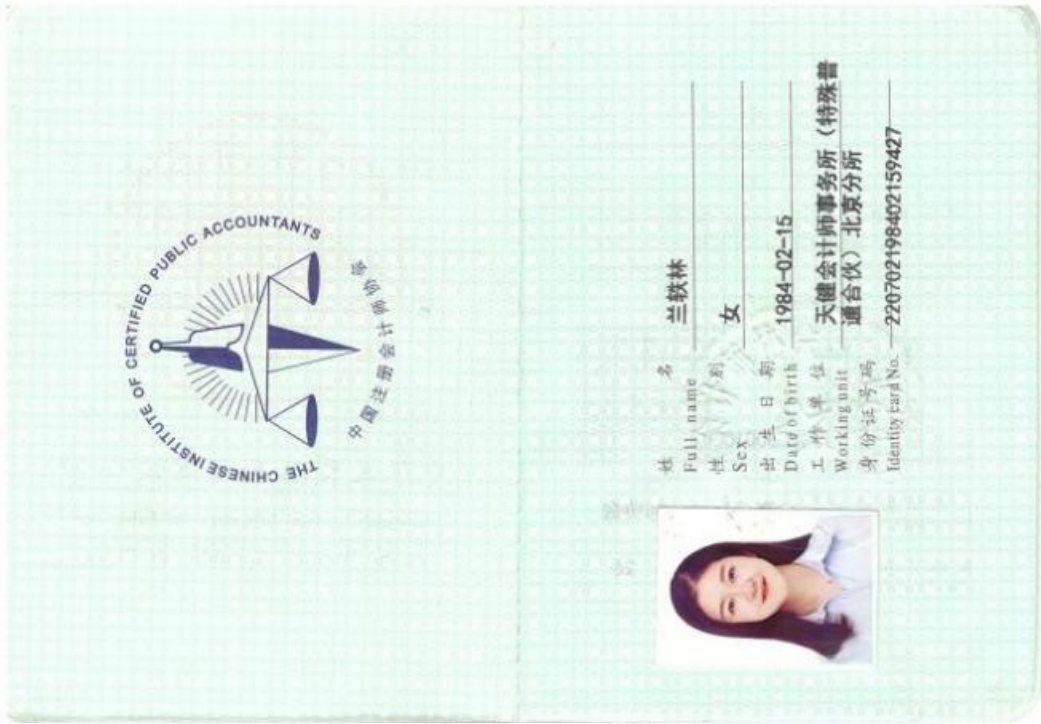 THE CHINESE INSTITUTE OF CERTIFIED PUBLIC ACCOUNTANTS
中国注册会计师协会
姓 名 兰轶林
Full name
性 别 女
Sex
出 生 日 期 1984-02-15
Date of birth
工 作 单 位 天健会计师事务所（特殊普
Working unit 通合伙）北京分所
身份证号码 220702198402159427
Identity card No.